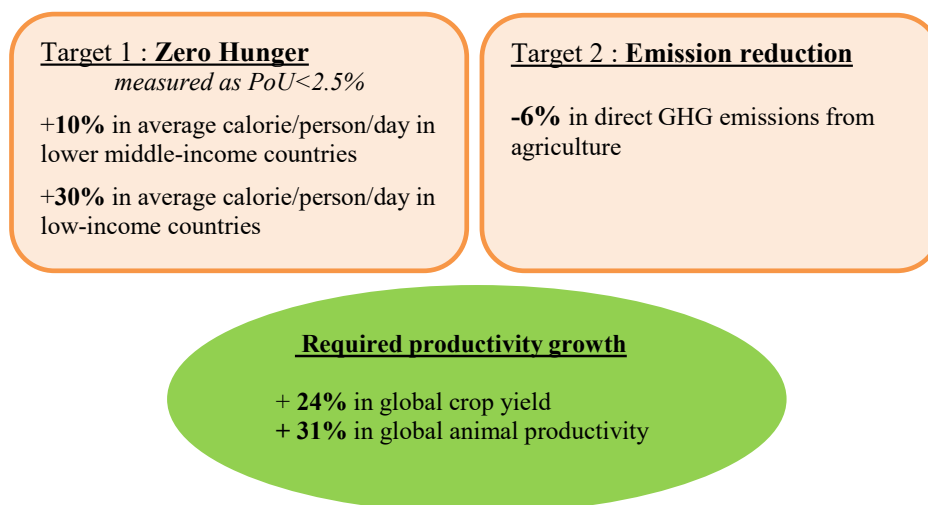 Target 1 : Zero Hunger
measured as PoU<2.5%
+10% in average calorie/person/day in
lower middle-income countries
+30% in average calorie/person/day in
low-income countries
Target 2 : Emission reduction
-6% in direct GHG emissions from
agriculture
Required productivity growth
+ 24% in global crop yield
+ 31% in global animal productivity